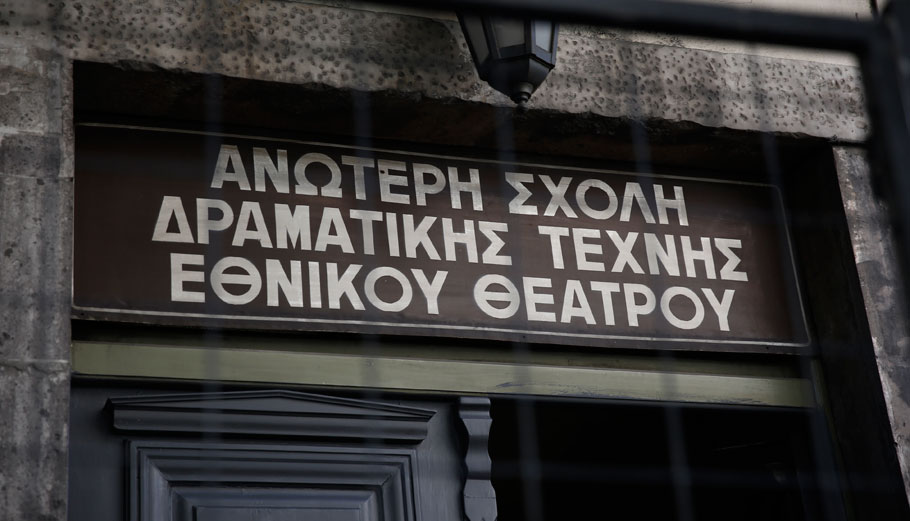 ΑΝΩΤΕΡΗ ΣΧΟΛΗ
ΔΡΑΜΑΤΙΚΗΣ ΤΕΧΝΗΣ
ΕΘΝΙΚΟΥ ΘΕΑΤΡΟΥ